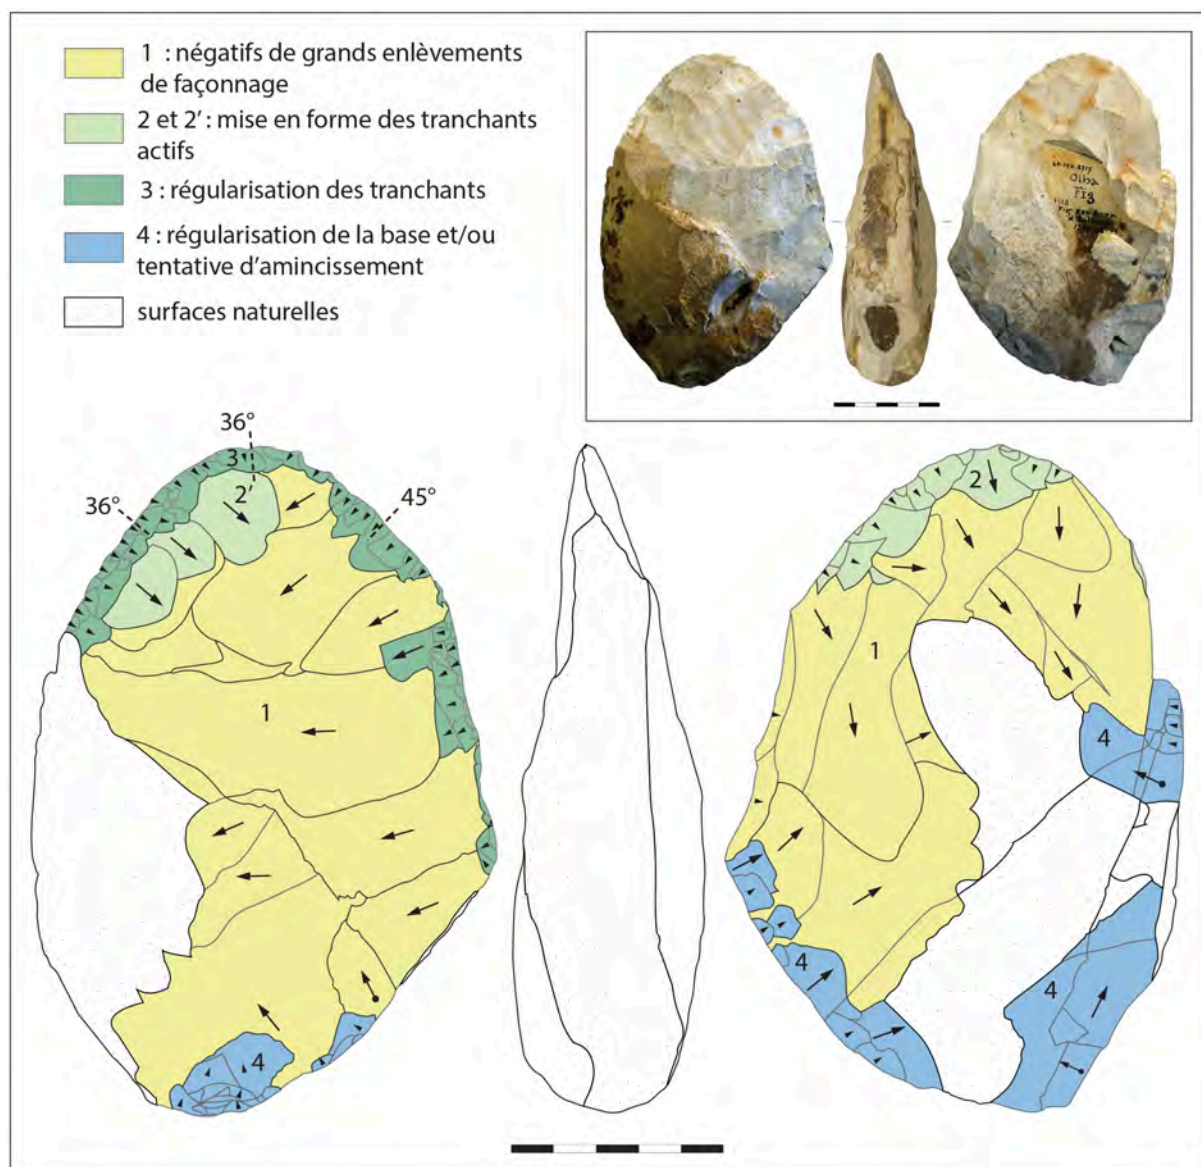 1 : négatifs de grands enlèvements
de façonnage
2 et 2’ : mise en forme des tranchants
actifs
3 : régularisation des tranchants
4 : régularisation de la base et/ou
tentative d’amincissement
surfaces naturelles
36°
3
2’
36°
45°
1
4
2
1
4
4
4